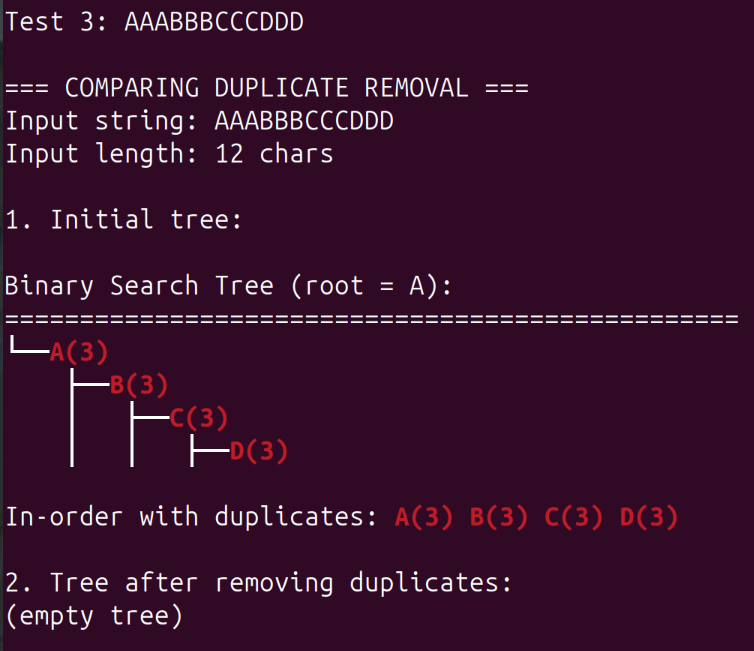 Test 3: AAABBBCCCDDD
=== COMPARING DUPLICATE REMOVAL ===
Input string: AAABBBCCCDDD
Input length: 12 chars
1. Initial tree:
Binary Search Tree (root = A):
=================================================
└──A(3)
    ├──B(3)
    │   ├──C(3)
    │   │   ├──D(3)
In-order with duplicates: A(3) B(3) C(3) D(3)
2. Tree after removing duplicates:
(empty tree)